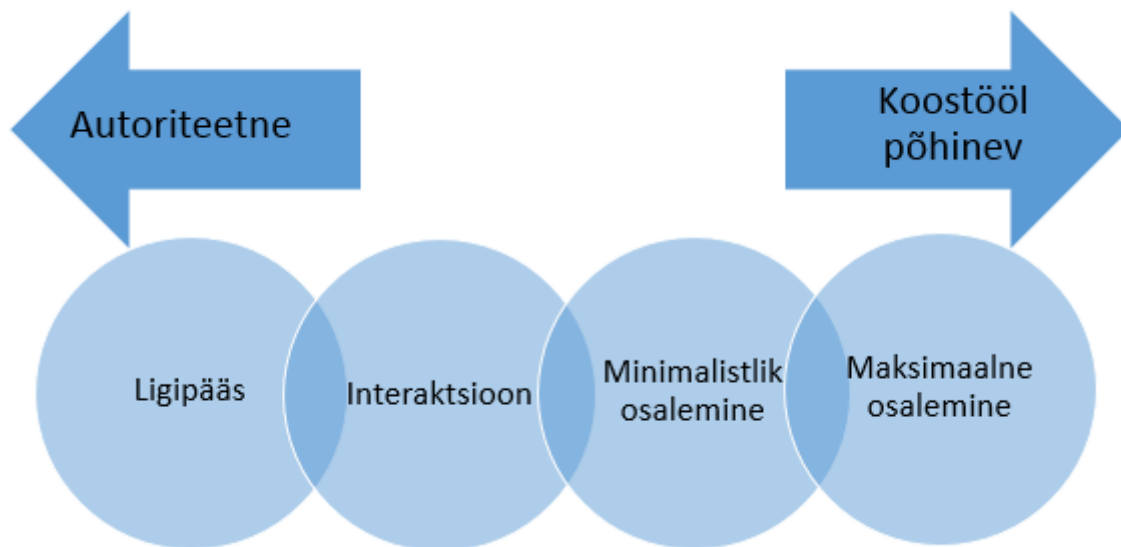 Autoriteetne
Koostööl
põhinev
Ligipääs
Interaktsioon
Minimalistlik
osalemine
Maksimaalne
osalemine